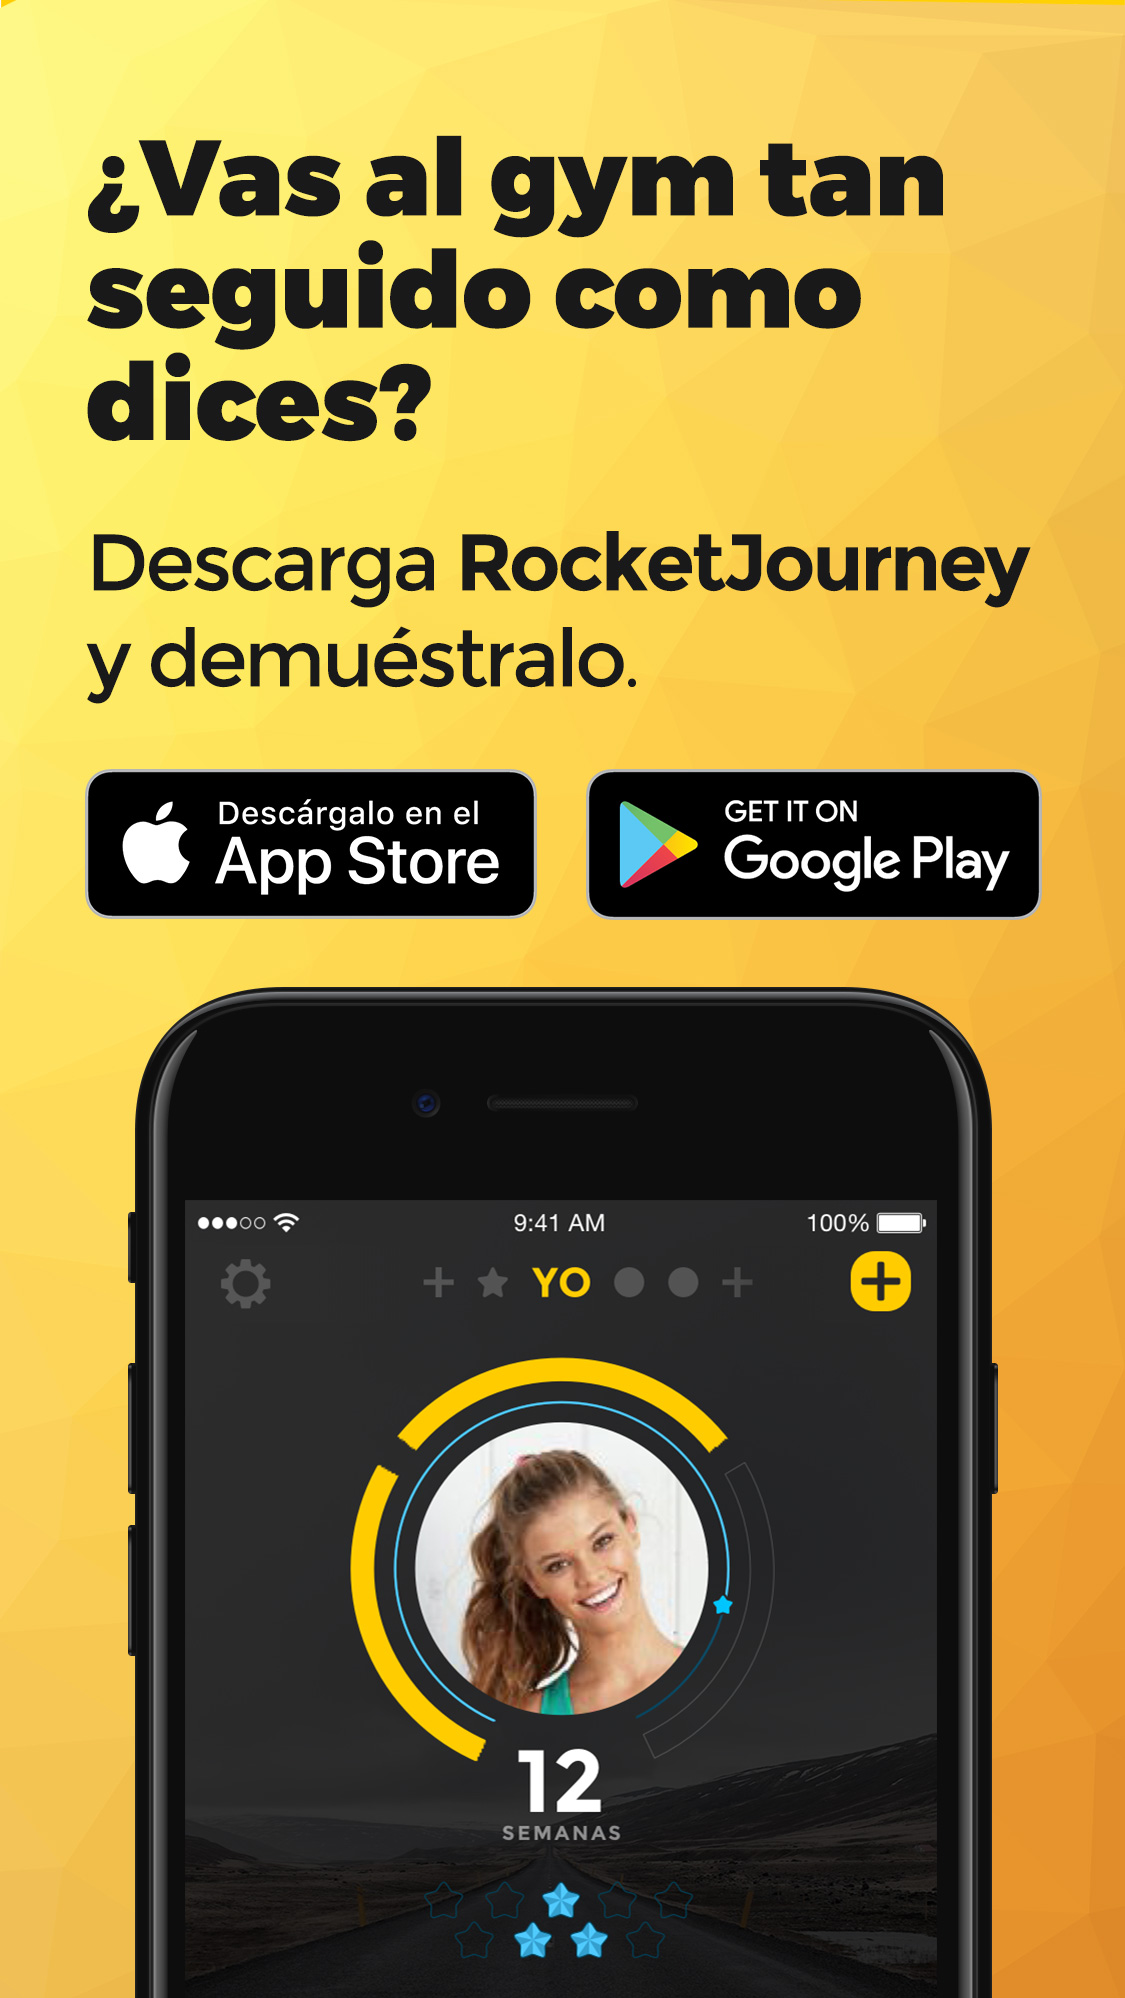 ¿Vas al gym tan
seguido como
dices?
Descarga RocketJourney
y demuéstralo.
Descárgalo en el
App Store
GET IT ON
Google Play
9:41 AM
100%
YO
12
SEMANAS